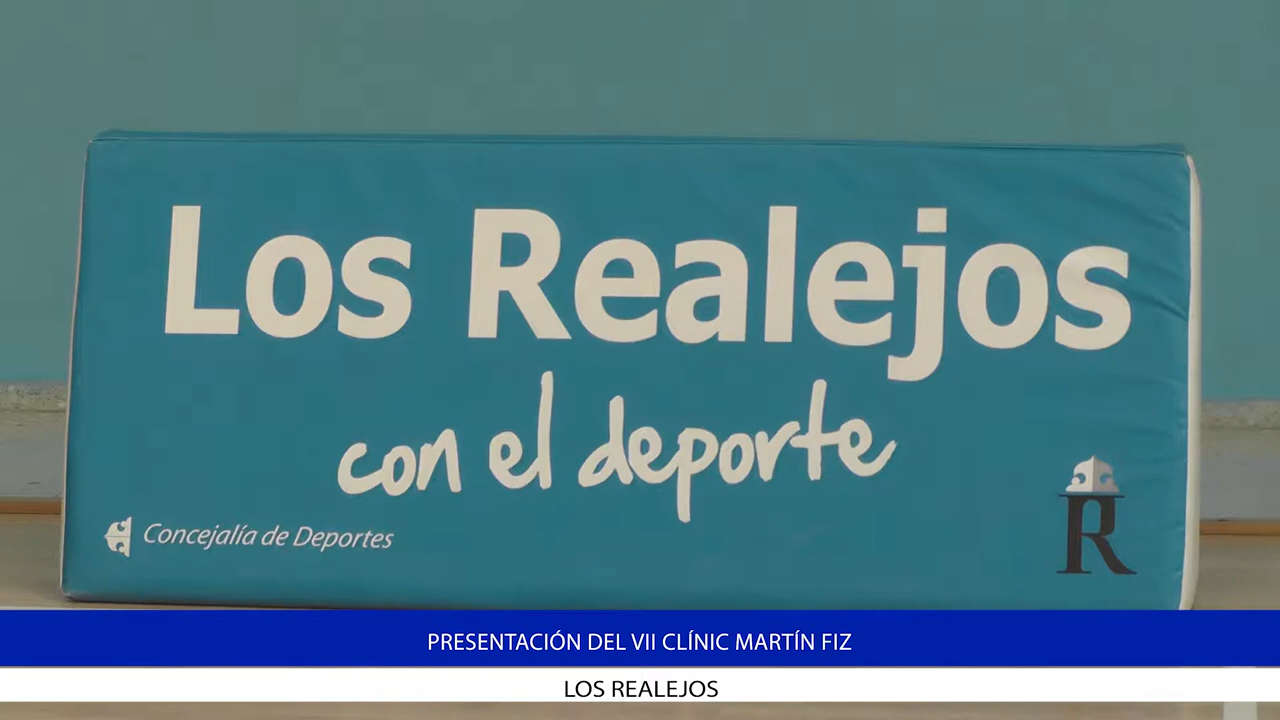 Los Realejos
con el deporte
Concejalía de Deportes
R
PRESENTACIÓN DEL VII CLÍNIC MARTÍN FIZ
LOS REALEJOS